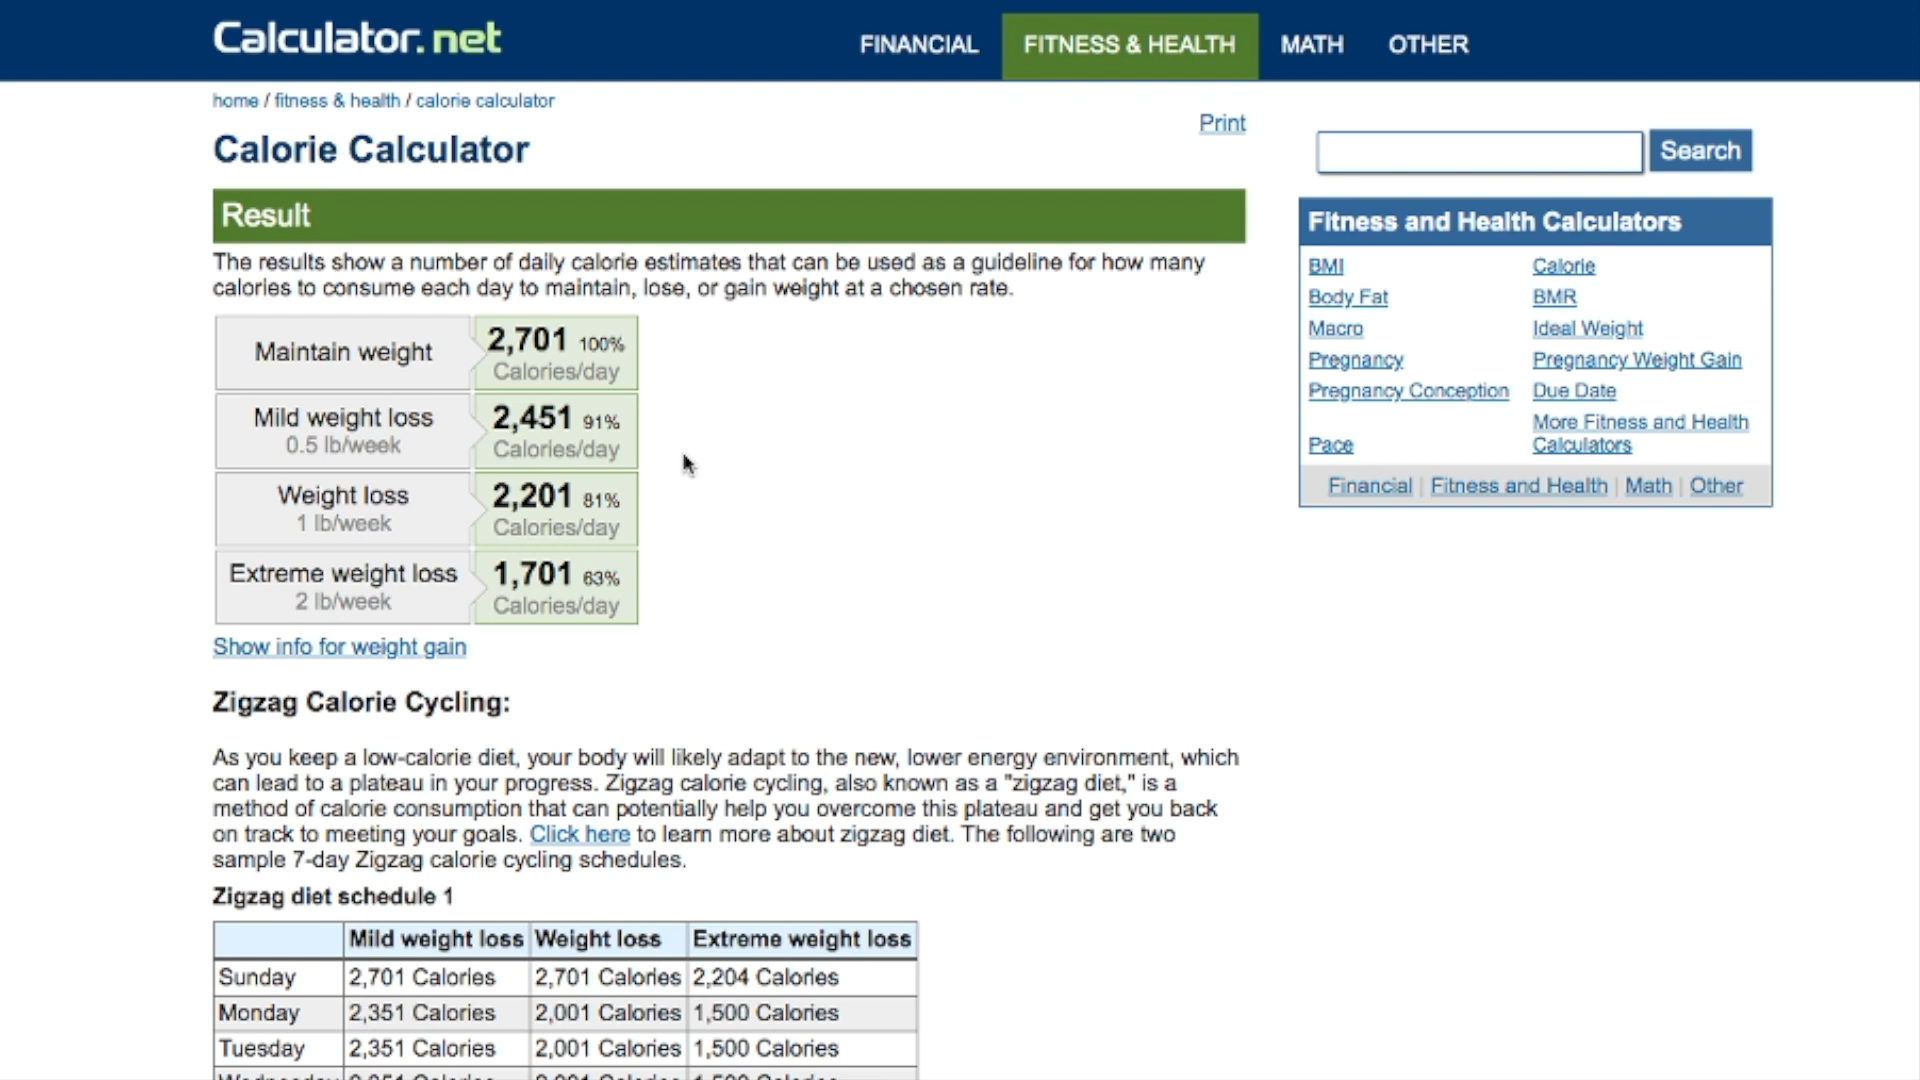 Calculator.net
FINANCIAL
FITNESS & HEALTH
MATH
OTHER
home / fitness & health / calorie calculator
Print
Calorie Calculator
Search
Result
The results show a number of daily calorie estimates that can be used as a guideline for how many
calories to consume each day to maintain, lose, or gain weight at a chosen rate.
Maintain weight
2,701 100%
Calories/day
Mild weight loss
0.5 lb/week
2,451 91%
Calories/day
Weight loss
1 lb/week
2,201 81%
Calories/day
Extreme weight loss
2 lb/week
1,701 63%
Calories/day
Show info for weight gain
Fitness and Health Calculators
BMI
Calorie
Body Fat
BMR
Macro
Ideal Weight
Pregnancy
Pregnancy Weight Gain
Pregnancy Conception
Due Date
Pace
More Fitness and Health
Calculators
Financial | Fitness and Health | Math | Other
Zigzag Calorie Cycling:
As you keep a low-calorie diet, your body will likely adapt to the new, lower energy environment, which
can lead to a plateau in your progress. Zigzag calorie cycling, also known as a "zigzag diet," is a
method of calorie consumption that can potentially help you overcome this plateau and get you back
on track to meeting your goals. Click here to learn more about zigzag diet. The following are two
sample 7-day Zigzag calorie cycling schedules.
Zigzag diet schedule 1
Mild weight loss Weight loss Extreme weight loss
Sunday 2,701 Calories 2,701 Calories 2,204 Calories
Monday 2,351 Calories 2,001 Calories 1,500 Calories
Tuesday 2,351 Calories 2,001 Calories 1,500 Calories